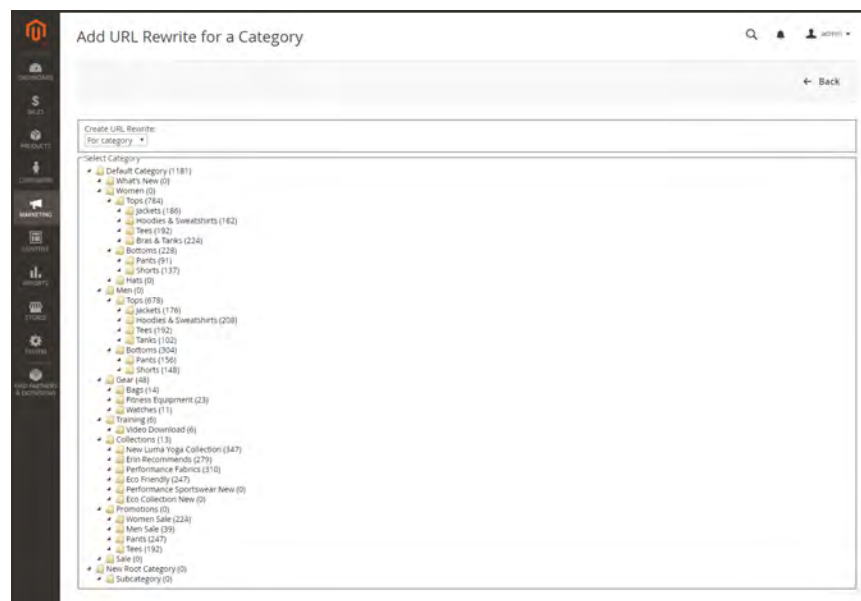 Add URL Rewrite for a Category
admin
DASHBOARD
SALES
PRODUCTS
CUSTOMERS
MARKETING
CONTENT
REPORTS
STORES
SYSTEM
FIND PARTNERS
& EXTENSIONS
← Back
Create URL Rewrite:
For category
Select Category
Default Category (1181)
What's New (0)
Women (0)
Tops (784)
Jackets (186)
Hoodies & Sweatshirts (182)
Tees (192)
Bras & Tanks (224)
Bottoms (228)
Pants (91)
Shorts (137)
Hats (0)
Men (0)
Tops (678)
Jackets (176)
Hoodies & Sweatshirts (208)
Tees (192)
Tanks (102)
Bottoms (304)
Pants (156)
Shorts (148)
Gear (48)
Bags (14)
Fitness Equipment (23)
Watches (11)
Training (6)
Video Download (6)
Collections (13)
New Luma Yoga Collection (347)
Erin Recommends (279)
Performance Fabrics (310)
Eco Friendly (247)
Performance Sportswear New (0)
Eco Collection New (0)
Promotions (0)
Women Sale (224)
Men Sale (39)
Pants (247)
Tees (192)
Sale (0)
New Root Category (0)
Subcategory (0)